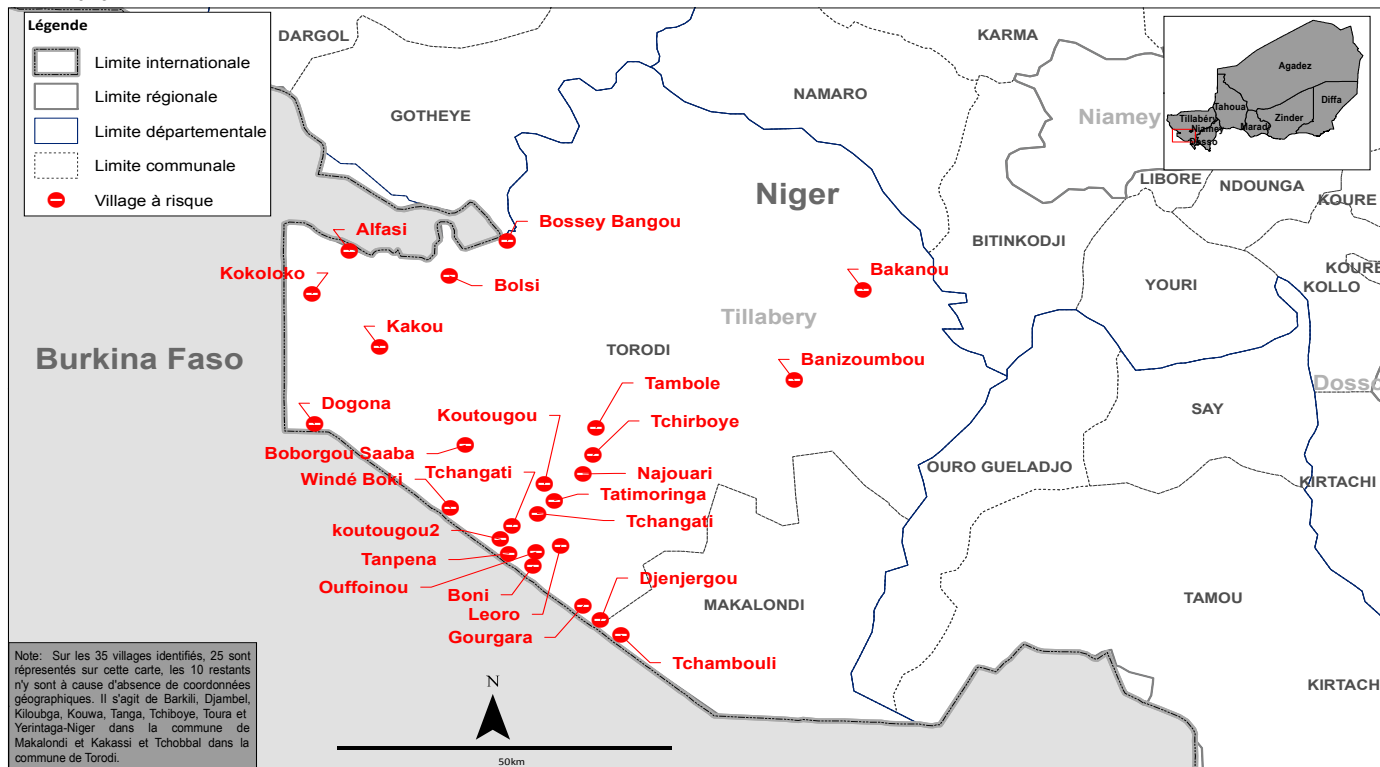 Légende
Limite internationale
Limite régionale
Limite départementale
Limite communale
Village à risque
DARGOL
KARMA
GOTHEYE
NAMARO
Niamey
LIBORE
NDOUNGA
KOURE
Agadez
Tahoua
Diffa
Tillabéry
Zinder
Niamey
Maradi
Dosso
Niger
BITINKODJI
KOURE
KOLLO
YOURI
Alfasi
Bossey Bangou
Kokoloko
Bolsi
Bakanou
Kakou
Tillabery
TORODI
Burkina Faso
Banizoumbou
Dosso
Tambole
Dogona
Koutougou
Tchirboye
SAY
Boborgou Saaba
Tchangati
Najouari
OURO GUELADJO
Windé Boki
Tatimoringa
KIRTACHI
koutougou2
Tchangati
Tanpena
Ouffoinou
Djenjergou
Boni
Leoro
MAKALONDI
TAMOU
Gourgara
Tchambouli
KIRTACH
Note: Sur les 35 villages identifiés, 25 sont
répresentés sur cette carte, les 10 restants
n'y sont à cause d'absence de coordonnées
géographiques. Il s'agit de Barkili, Djambel,
Kiloubga, Kouwa, Tanga, Tchiboye, Toura et
Yerintaga-Niger dans la commune de
Makalondi et Kakassi et Tchobbal dans la
commune de Torodi.
N
50km